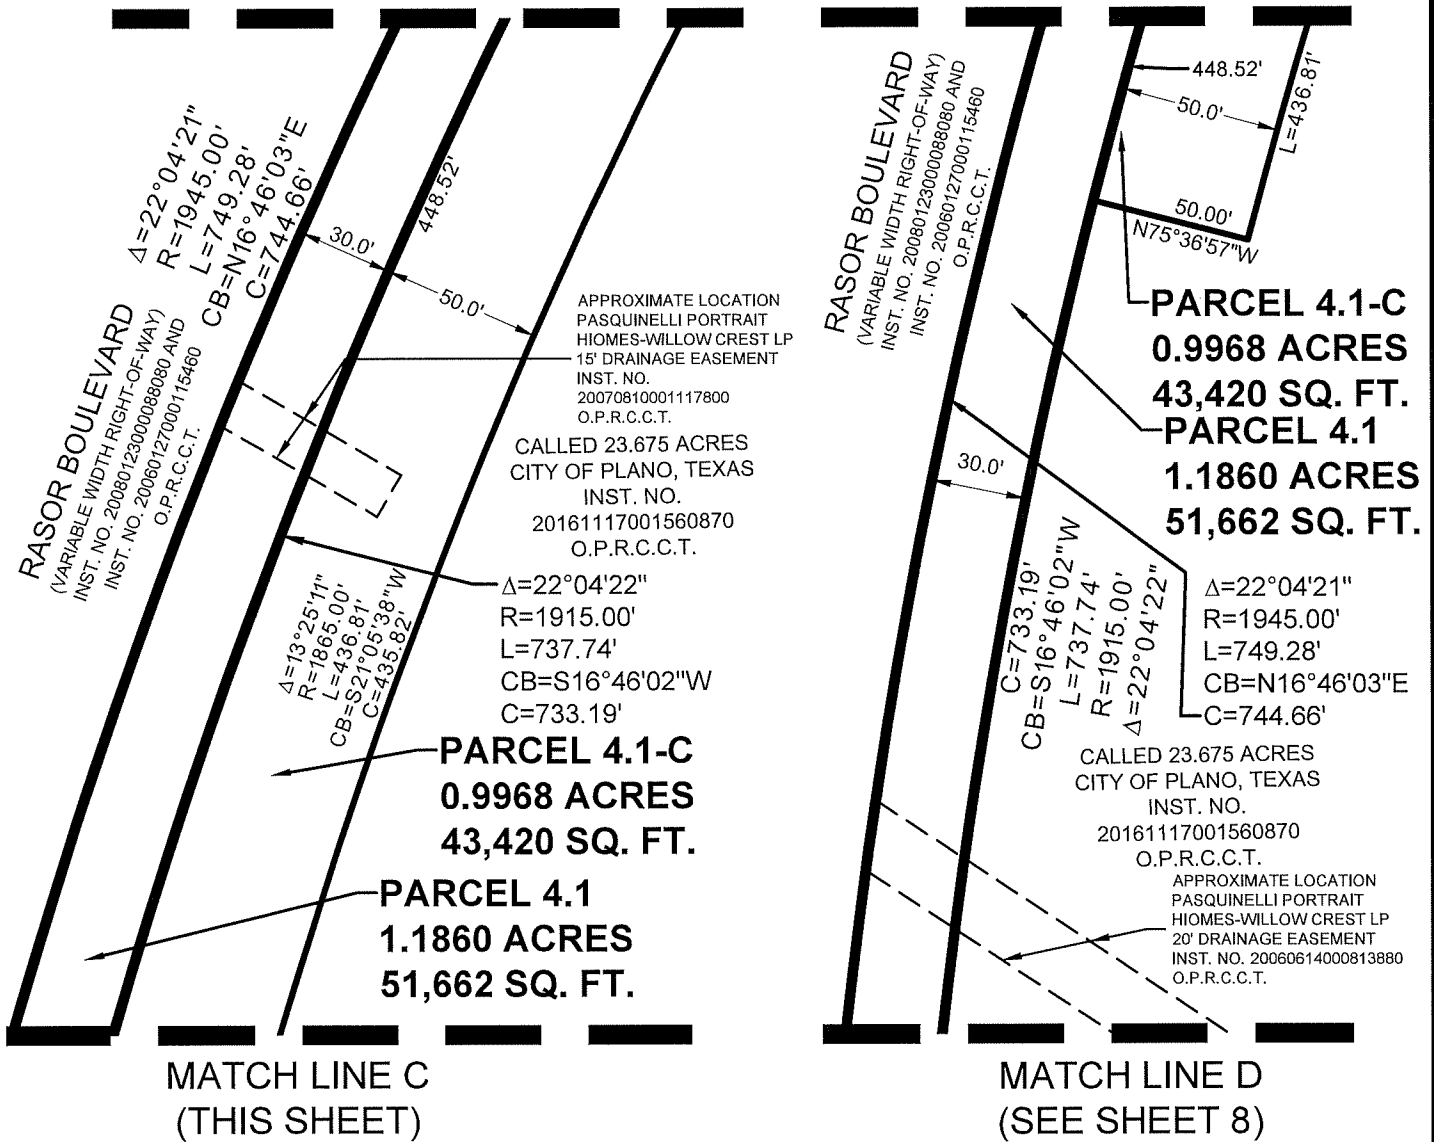 Δ=22°04'21"
R=1945.00'
L=749.28'
CB=N16°46'03"E
C=744.66'
RASOR BOULEVARD
(VARIABLE WIDTH RIGHT-OF-WAY)
INST. NO. 20080123000088080 AND
INST. NO. 20060127000115460
O.P.R.C.C.T.
30.0'
448.52'
50.0'
APPROXIMATE LOCATION
PASQUINELLI PORTRAIT
HIOMES-WILLOW CREST LP
15' DRAINAGE EASEMENT
INST. NO.
20070810001117800
O.P.R.C.C.T.
CALLED 23.675 ACRES
CITY OF PLANO, TEXAS
INST. NO.
20161117001560870
O.P.R.C.C.T.
Δ=13°25'11"
R=1865.00'
L=436.81'
CB=S21°05'38"W
C=435.82'
Δ=22°04'22"
R=1915.00'
L=737.74'
CB=S16°46'02"W
C=733.19'
PARCEL 4.1-C
0.9968 ACRES
43,420 SQ. FT.
PARCEL 4.1
1.1860 ACRES
51,662 SQ. FT.
MATCH LINE C
(THIS SHEET)
RASOR BOULEVARD
(VARIABLE WIDTH RIGHT-OF-WAY)
INST. NO. 20080123000088080 AND
INST. NO. 20060127000115460
O.P.R.C.C.T.
448.52'
50.0'
L=436.81'
50.00'
N75°36'57"W
PARCEL 4.1-C
0.9968 ACRES
43,420 SQ. FT.
PARCEL 4.1
1.1860 ACRES
51,662 SQ. FT.
30.0'
C=733.19'
CB=S16°46'02"W
L=737.74'
R=1915.00'
Δ=22°04'22"
Δ=22°04'21"
R=1945.00'
L=749.28'
CB=N16°46'03"E
C=744.66'
CALLED 23.675 ACRES
CITY OF PLANO, TEXAS
INST. NO.
20161117001560870
O.P.R.C.C.T.
APPROXIMATE LOCATION
PASQUINELLI PORTRAIT
HIOMES-WILLOW CREST LP
20' DRAINAGE EASEMENT
INST. NO. 20060614000813880
O.P.R.C.C.T.
MATCH LINE D
(SEE SHEET 8)